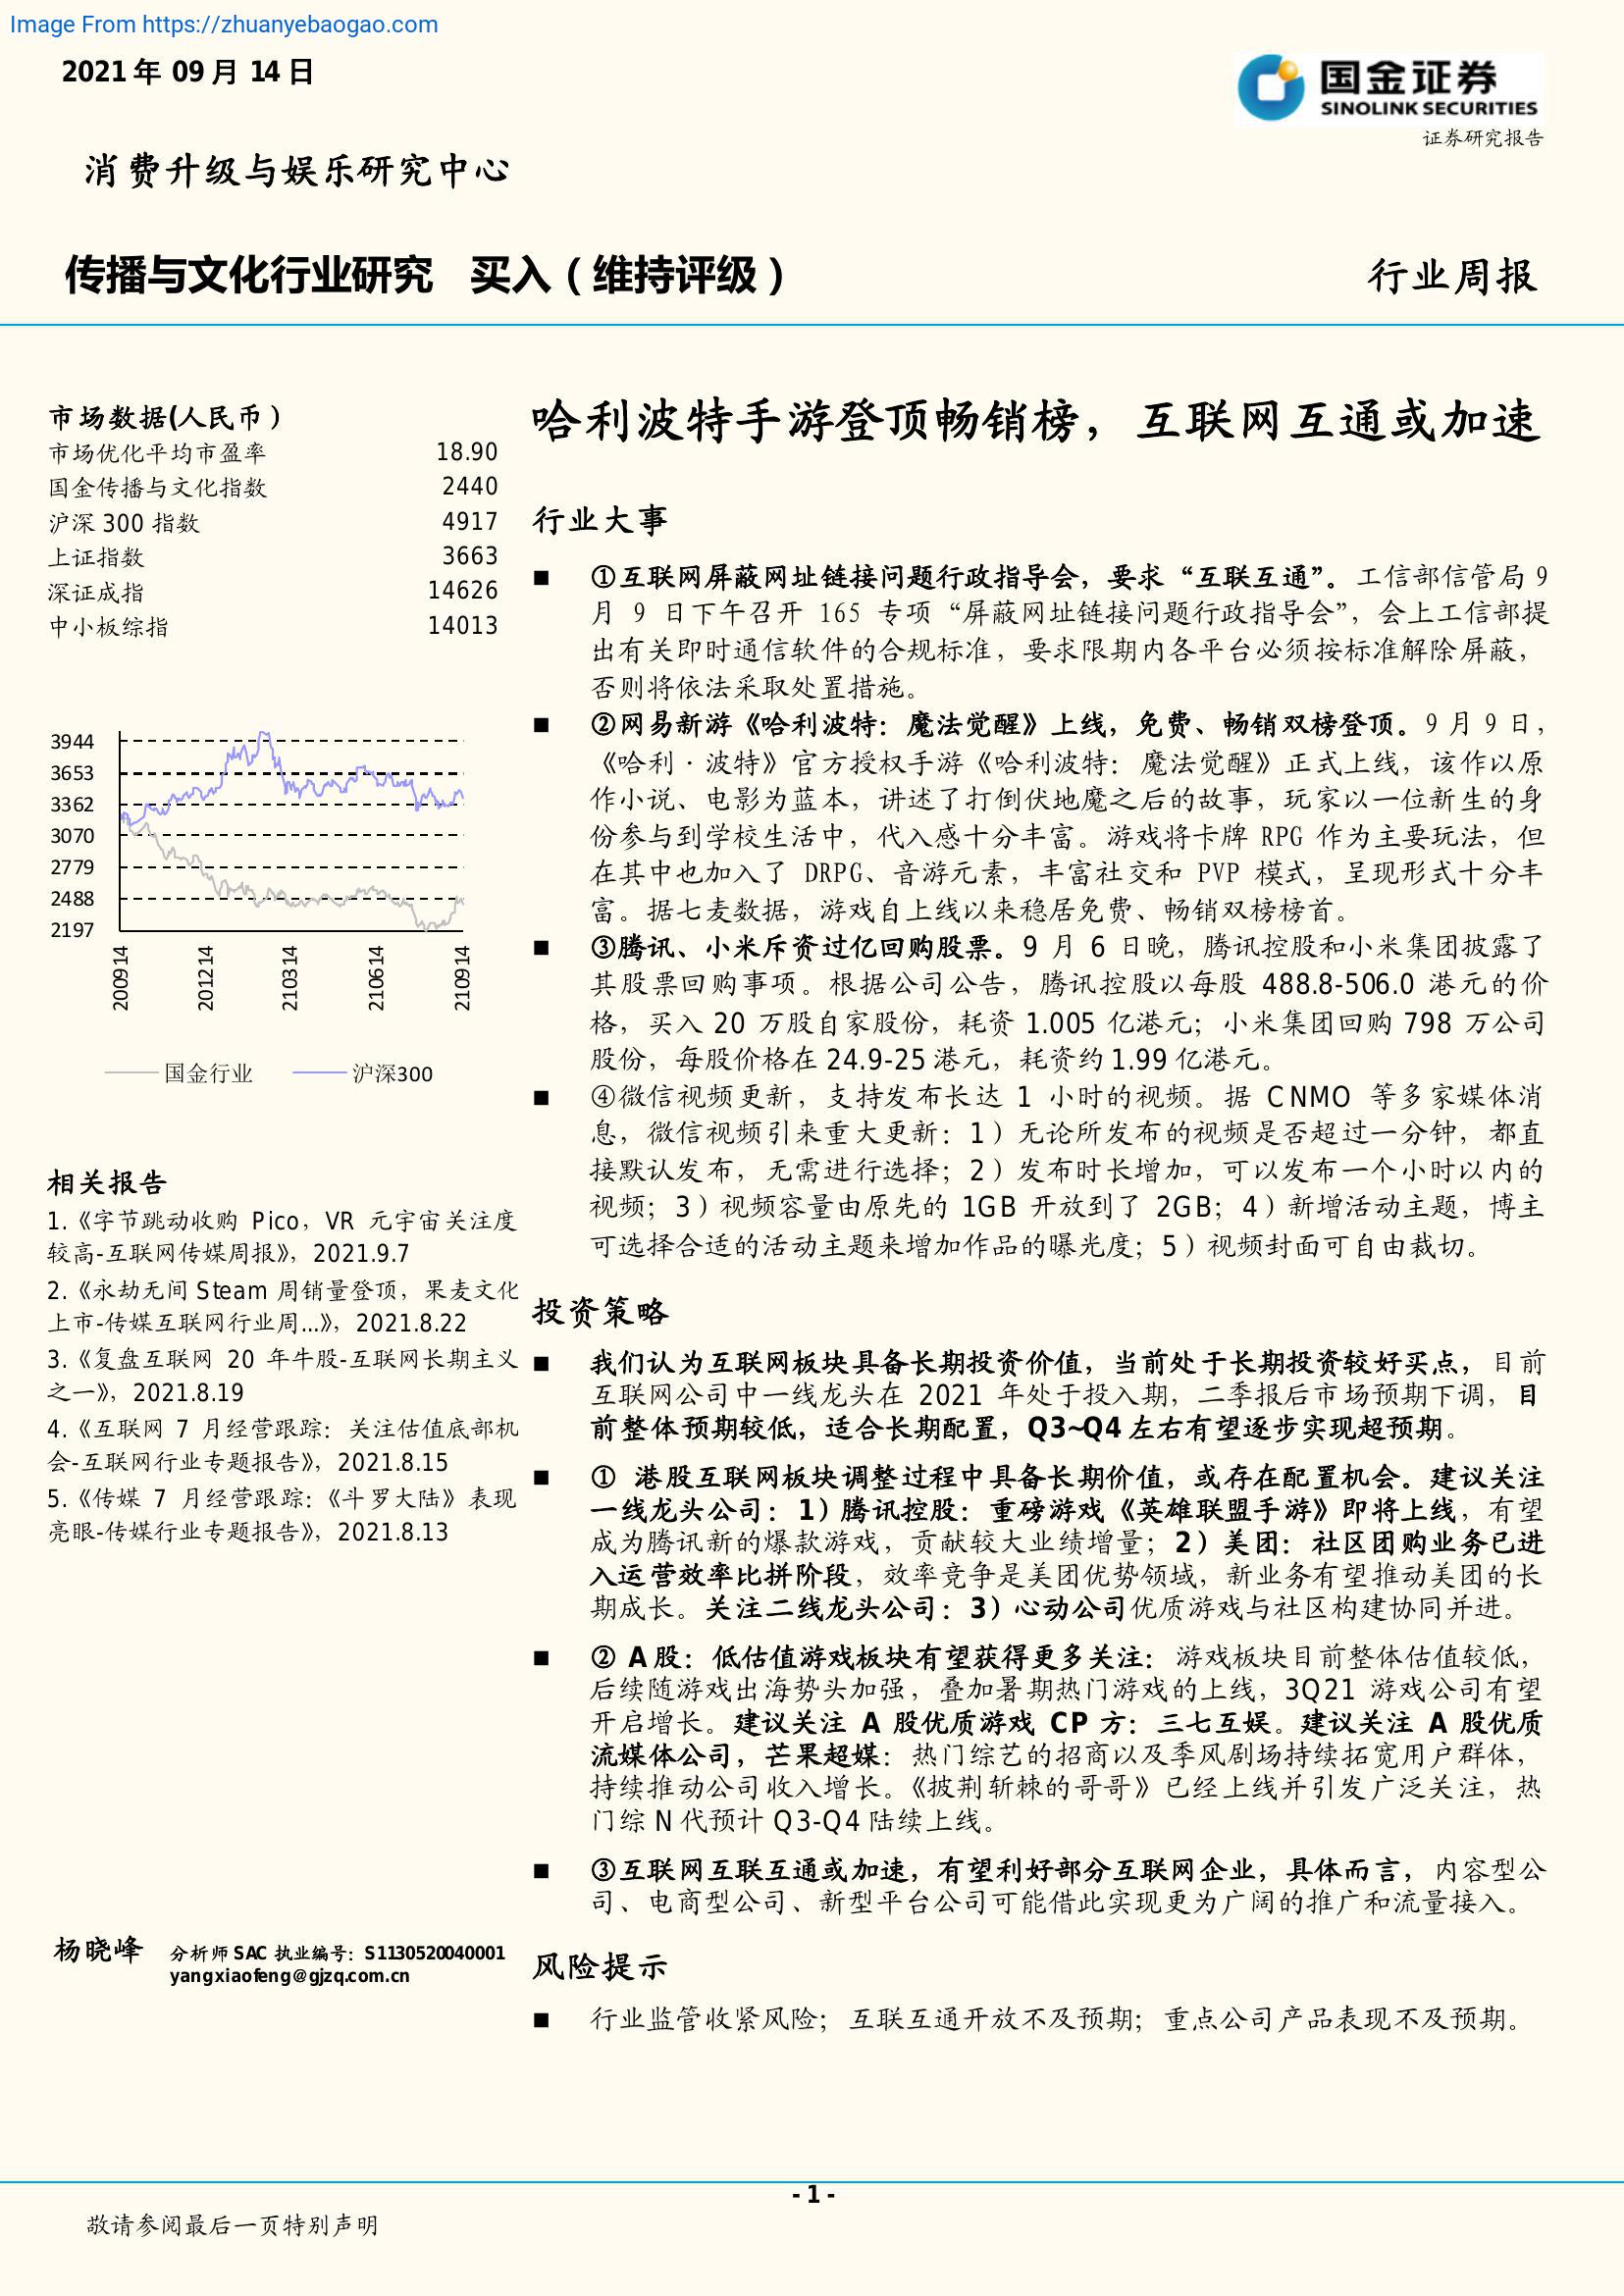 Image From https://zhuanyebaogao.com
2021 年 09 月 14 日
国金证券
SINOLINK SECURITIES
证券研究报告
消费升级与娱乐研究中心
传播与文化行业研究 买入（维持评级）
行业周报
市场数据(人民币）
市场优化平均市盈率 18.90
国金传播与文化指数 2440
沪深 300 指数 4917
上证指数 3663
深证成指 14626
中小板综指 14013
3944
3653
3362
3070
2779
2488
2197
200914
201214
210314
210614
210914
国金行业 沪深300
相关报告
1.《字节跳动收购 Pico，VR 元宇宙关注度
较高-互联网传媒周报》，2021.9.7
2.《永劫无间 Steam 周销量登顶，果麦文化
上市-传媒互联网行业周...》，2021.8.22
3.《复盘互联网 20 年牛股-互联网长期主义
之一》，2021.8.19
4.《互联网 7 月经营跟踪：关注估值底部机
会-互联网行业专题报告》，2021.8.15
5.《传媒 7 月经营跟踪：《斗罗大陆》表现
亮眼-传媒行业专题报告》，2021.8.13
杨晓峰 分析师 SAC 执业编号：S1130520040001
yangxiaofeng@gjzq.com.cn
哈利波特手游登顶畅销榜，互联网互通或加速
行业大事
■ ①互联网屏蔽网址链接问题行政指导会，要求“互联互通”。工信部信管局 9
月 9 日下午召开 165 专项“屏蔽网址链接问题行政指导会”，会上工信部提
出有关即时通信软件的合规标准，要求限期内各平台必须按标准解除屏蔽，
否则将依法采取处置措施。
■ ②网易新游《哈利波特：魔法觉醒》上线，免费、畅销双榜登顶。9 月 9 日，
《哈利·波特》官方授权手游《哈利波特：魔法觉醒》正式上线，该作以原
作小说、电影为蓝本，讲述了打倒伏地魔之后的故事，玩家以一位新生的身
份参与到学校生活中，代入感十分丰富。游戏将卡牌 RPG 作为主要玩法，但
在其中也加入了 DRPG、音游元素，丰富社交和 PVP 模式，呈现形式十分丰
富。据七麦数据，游戏自上线以来稳居免费、畅销双榜榜首。
■ ③腾讯、小米斥资过亿回购股票。9 月 6 日晚，腾讯控股和小米集团披露了
其股票回购事项。根据公司公告，腾讯控股以每股 488.8-506.0 港元的价
格，买入 20 万股自家股份，耗资 1.005 亿港元；小米集团回购 798 万公司
股份，每股价格在 24.9-25 港元，耗资约 1.99 亿港元。
■ ④微信视频更新，支持发布长达 1 小时的视频。据 CNMO 等多家媒体消
息，微信视频引来重大更新：1）无论所发布的视频是否超过一分钟，都直
接默认发布，无需进行选择；2）发布时长增加，可以发布一个小时以内的
视频；3）视频容量由原先的 1GB 开放到了 2GB；4）新增活动主题，博主
可选择合适的活动主题来增加作品的曝光度；5）视频封面可自由裁切。
投资策略
■ 我们认为互联网板块具备长期投资价值，当前处于长期投资较好买点，目前
互联网公司中一线龙头在 2021 年处于投入期，二季报后市场预期下调，目
前整体预期较低，适合长期配置，Q3~Q4 左右有望逐步实现超预期。
■ ① 港股互联网板块调整过程中具备长期价值，或存在配置机会。建议关注
一线龙头公司：1）腾讯控股：重磅游戏《英雄联盟手游》即将上线，有望
成为腾讯新的爆款游戏，贡献较大业绩增量；2）美团：社区团购业务已进
入运营效率比拼阶段，效率竞争是美团优势领域，新业务有望推动美团的长
期成长。关注二线龙头公司：3）心动公司优质游戏与社区构建协同并进。
■ ② A 股：低估值游戏板块有望获得更多关注：游戏板块目前整体估值较低，
后续随游戏出海势头加强，叠加暑期热门游戏的上线，3Q21 游戏公司有望
开启增长。建议关注 A 股优质游戏 CP 方：三七互娱。建议关注 A 股优质
流媒体公司，芒果超媒：热门综艺的招商以及季风剧场持续拓宽用户群体，
持续推动公司收入增长。《披荆斩棘的哥哥》已经上线并引发广泛关注，热
门综 N 代预计 Q3-Q4 陆续上线。
■ ③互联网互联互通或加速，有望利好部分互联网企业，具体而言，内容型公
司、电商型公司、新型平台公司可能借此实现更为广阔的推广和流量接入。
风险提示
■ 行业监管收紧风险；互联互通开放不及预期；重点公司产品表现不及预期。
- 1 -
敬请参阅最后一页特别声明